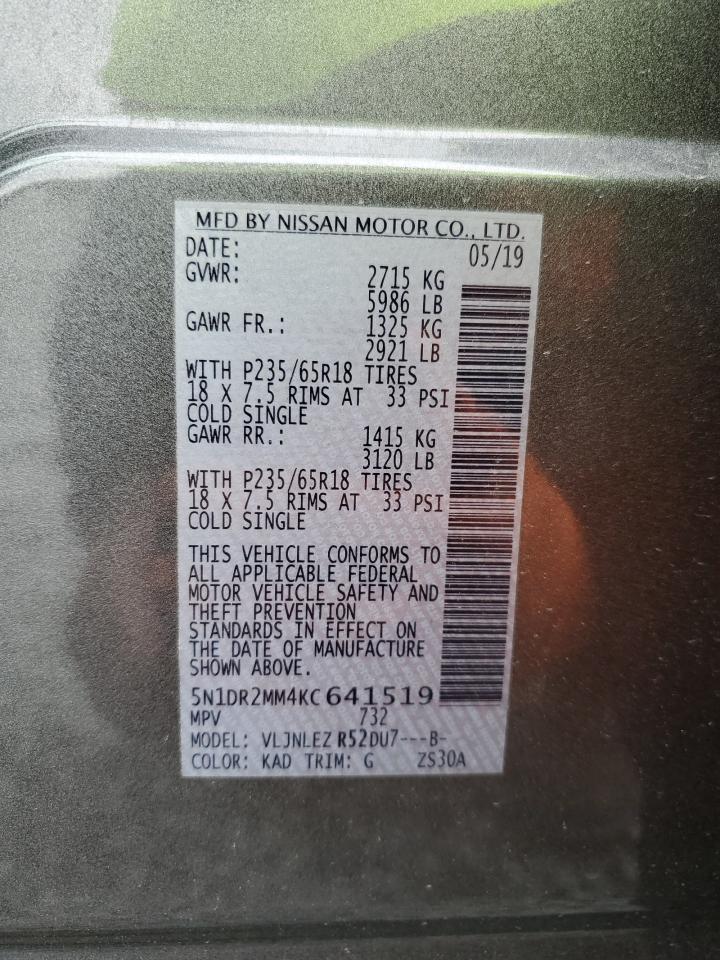 MFD BY NISSAN MOTOR CO., LTD.
DATE: 05/19
GVWR: 2715 KG
5986 LB
GAWR FR.: 1325 KG
2921 LB
WITH P235/65R18 TIRES
18 X 7.5 RIMS AT 33 PSI
COLD SINGLE
GAWR RR.: 1415 KG
3120 LB
WITH P235/65R18 TIRES
18 X 7.5 RIMS AT 33 PSI
COLD SINGLE
THIS VEHICLE CONFORMS TO
ALL APPLICABLE FEDERAL
MOTOR VEHICLE SAFETY AND
THEFT PREVENTION
STANDARDS IN EFFECT ON
THE DATE OF MANUFACTURE
SHOWN ABOVE.
5N1DR2MM4KC641519
MPV 732
MODEL: VLJNLEZ R52DU7---B-
COLOR: KAD TRIM: G ZS30A